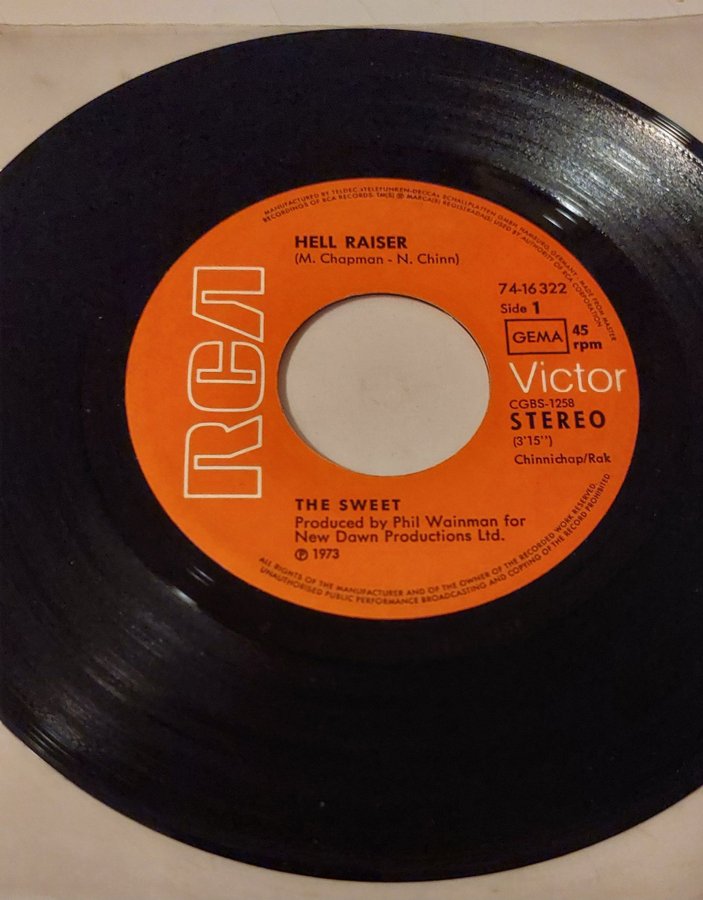 MANUFACTURED BY TELDEC »TELEFUNKEN-DECCA« SCHALLPLATTEN GMBH, HAMBURG, GERMANY · MADE FROM MASTER
RECORDINGS OF RCA RECORDS. TM(S) ® MARCA(S) REGISTRADA(S) USED BY AUTHORITY OF RCA CORPORATION
HELL RAISER
(M. Chapman - N. Chinn)
RCA
74-16 322
Side 1
GEMA
45
rpm
Victor
CGBS-1258
STEREO
(3'15'')
Chinnichap/Rak
THE SWEET
Produced by Phil Wainman for
New Dawn Productions Ltd.
℗ 1973
ALL RIGHTS OF THE MANUFACTURER AND OF THE OWNER OF THE RECORDED WORK RESERVED.
UNAUTHORISED PUBLIC PERFORMANCE BROADCASTING AND COPYING OF THE RECORD PROHIBITED